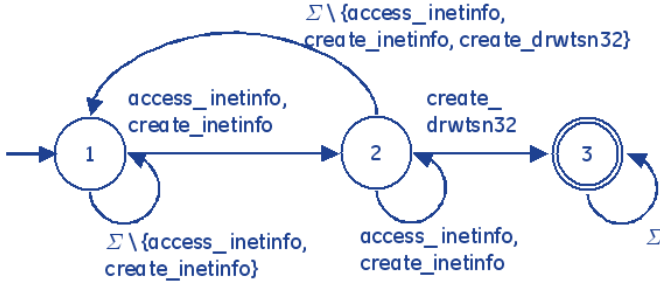 Σ \ {access_inetinfo,
create_inetinfo, create_drwtsn32}
access_inetinfo,
create_inetinfo
create_
drwtsn32
1
2
3
Σ \ {access_inetinfo,
create_inetinfo}
access_inetinfo,
create_inetinfo
Σ